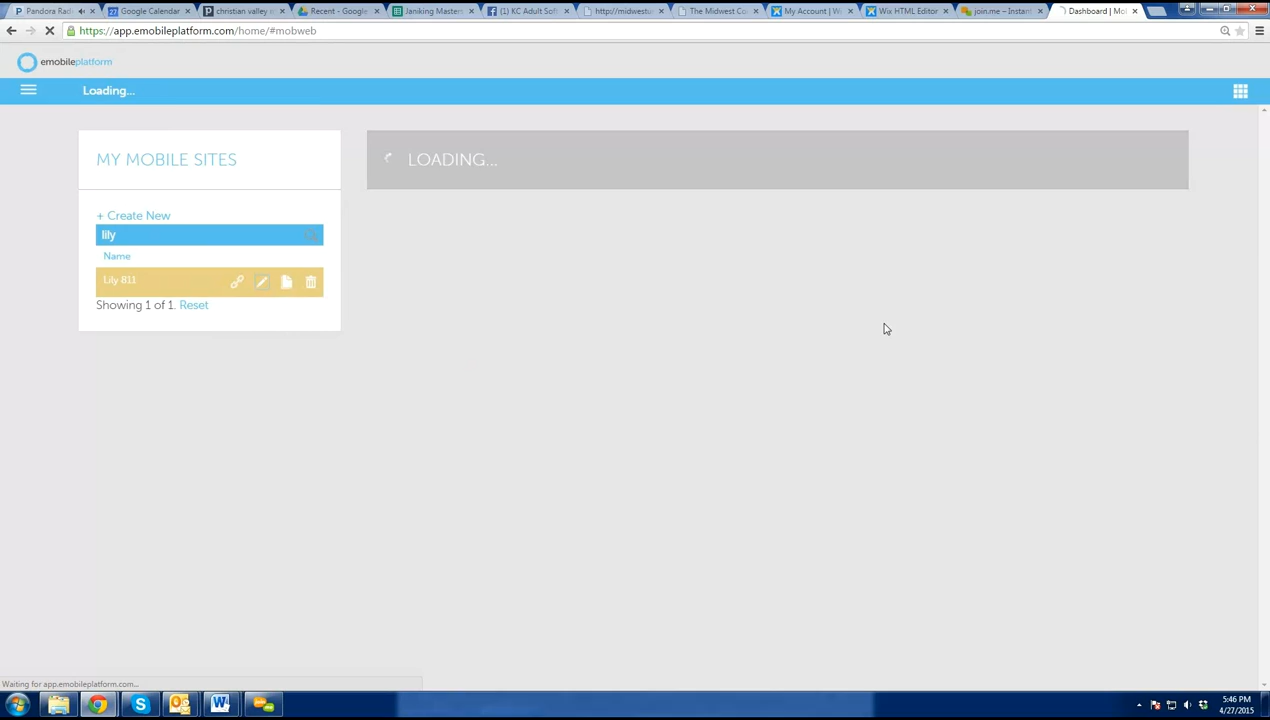 Pandora Radi
Google Calendar
christian valley s
Recent - Google
Janiking Master
(1) KC Adult Soft
http://midwestu
The Midwest Co
My Account | W
Wix HTML Editor
join.me – Instan
Dashboard | Mo
https://app.emobileplatform.com/home/#mobweb
emobileplatform
Loading...
MY MOBILE SITES
LOADING...
+ Create New
lily
Name
Lily 811
Showing 1 of 1. Reset
Waiting for app.emobileplatform.com...
5:46 PM
4/27/2015